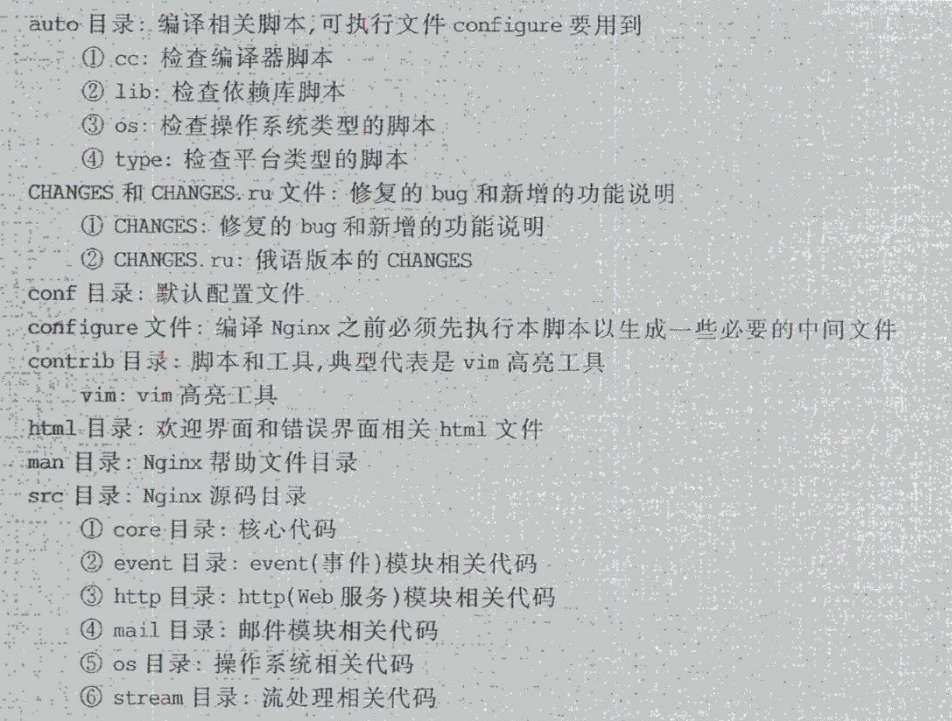 auto 目录: 编译相关脚本,可执行文件 configure 要用到
① cc: 检查编译器脚本
② lib: 检查依赖库脚本
③ os: 检查操作系统类型的脚本
④ type: 检查平台类型的脚本
CHANGES 和 CHANGES.ru 文件: 修复的 bug 和新增的功能说明
① CHANGES: 修复的 bug 和新增的功能说明
② CHANGES.ru: 俄语版本的 CHANGES
conf 目录: 默认配置文件
configure 文件: 编译 Nginx 之前必须先执行本脚本以生成一些必要的中间文件
contrib 目录: 脚本和工具,典型代表是 vim 高亮工具
vim: vim 高亮工具
html 目录: 欢迎界面和错误界面相关 html 文件
man 目录: Nginx 帮助文件目录
src 目录: Nginx 源码目录
① core 目录: 核心代码
② event 目录: event(事件)模块相关代码
③ http 目录: http(Web 服务)模块相关代码
④ mail 目录: 邮件模块相关代码
⑤ os 目录: 操作系统相关代码
⑥ stream 目录: 流处理相关代码